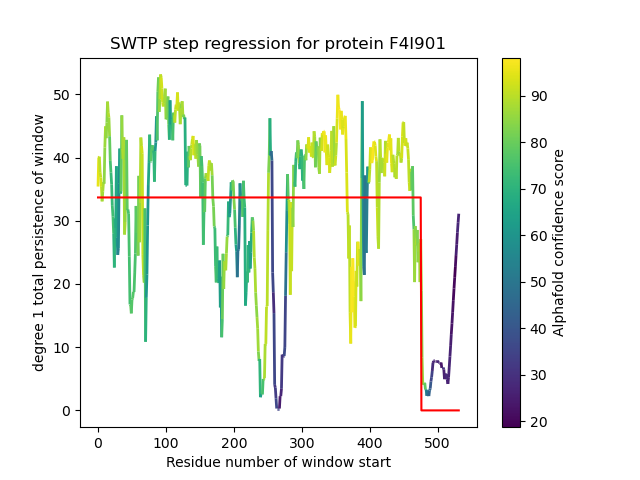 SWTP step regression for protein F4I901
degree 1 total persistence of window
50
40
30
20
10
0
0 100 200 300 400 500
Residue number of window start
90
80
70
60
50
40
30
20
Alphafold confidence score